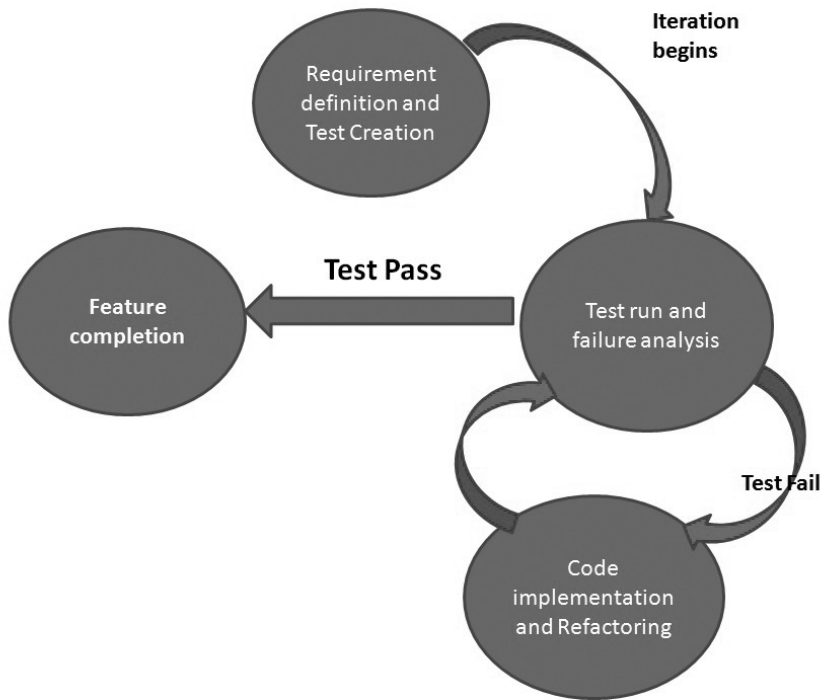 Iteration
begins
Requirement
definition and
Test Creation
Test Pass
Feature
completion
Test run and
failure analysis
Test Fail
Code
implementation
and Refactoring